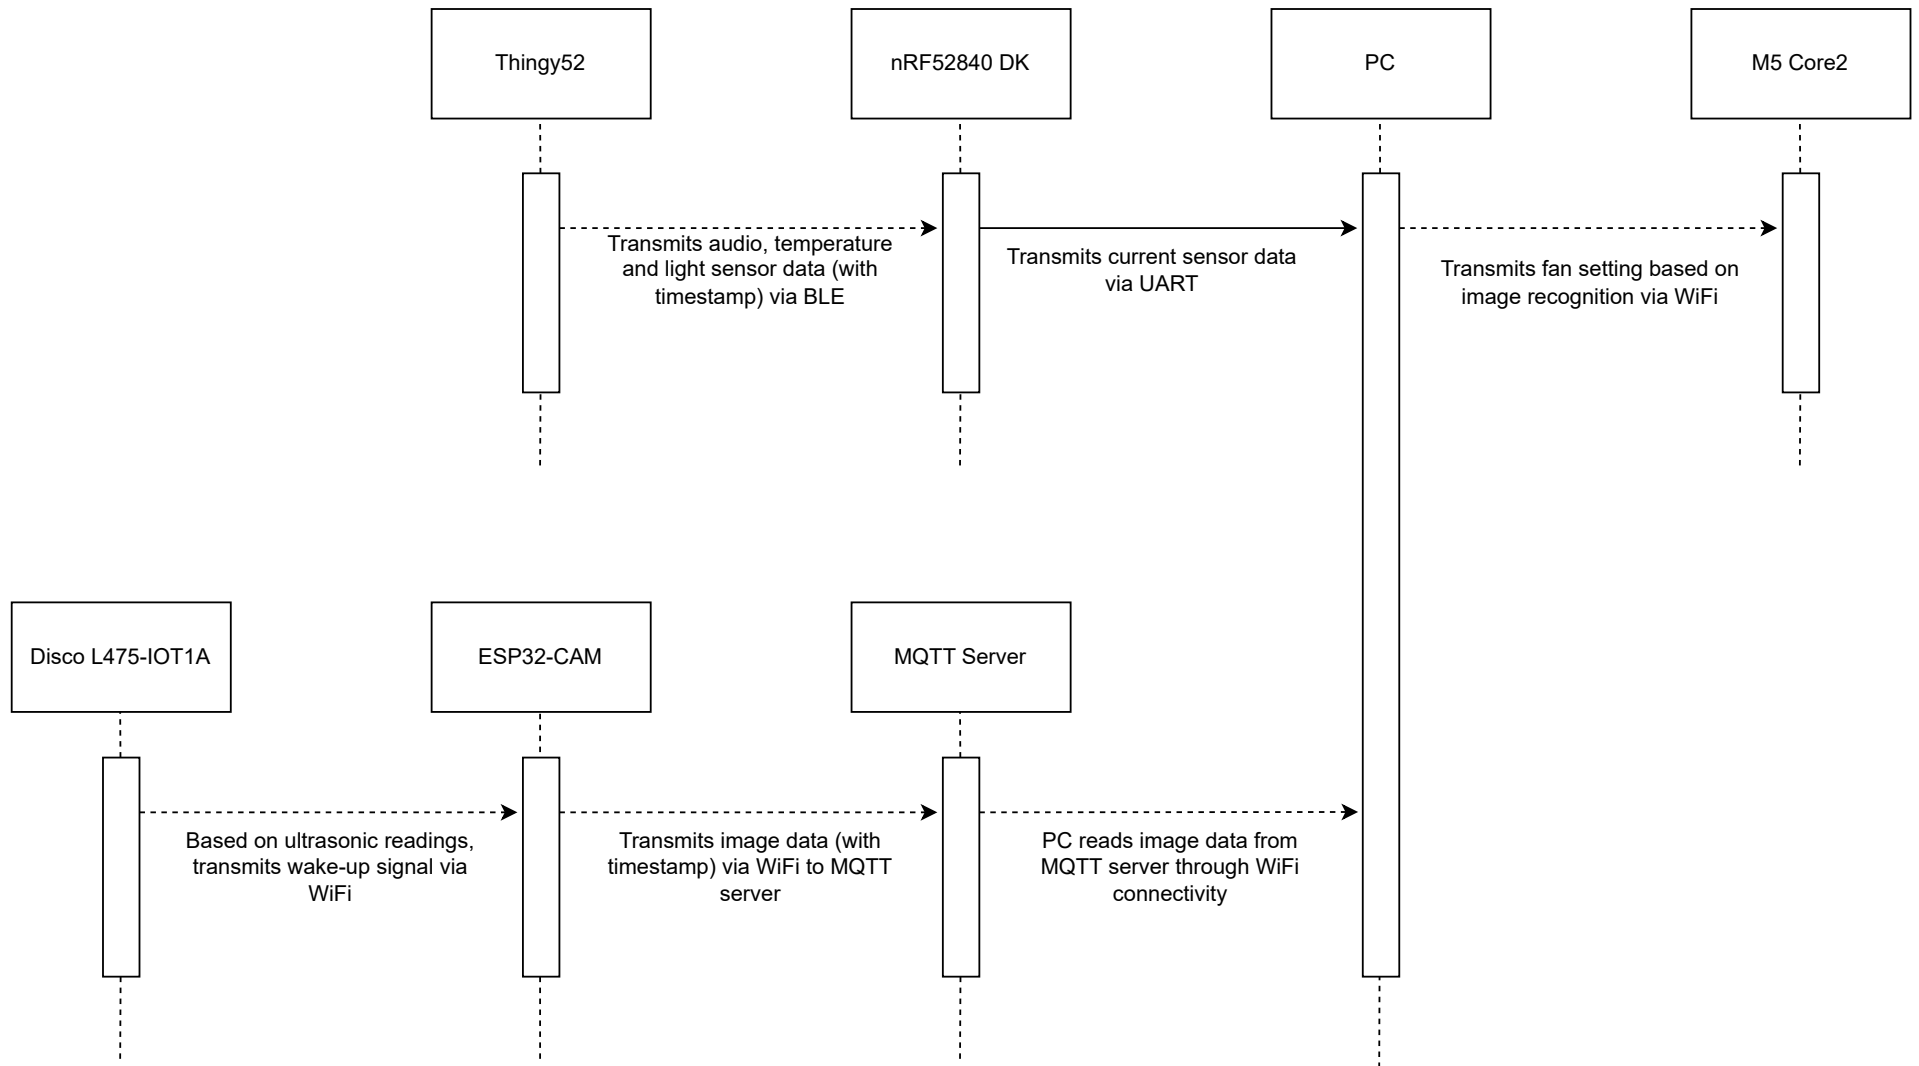 Thingy52
nRF52840 DK
PC
M5 Core2
Transmits audio, temperature
and light sensor data (with
timestamp) via BLE
Transmits current sensor data
via UART
Transmits fan setting based on
image recognition via WiFi
Disco L475-IOT1A
ESP32-CAM
MQTT Server
Based on ultrasonic readings,
transmits wake-up signal via
WiFi
Transmits image data (with
timestamp) via WiFi to MQTT
server
PC reads image data from
MQTT server through WiFi
connectivity